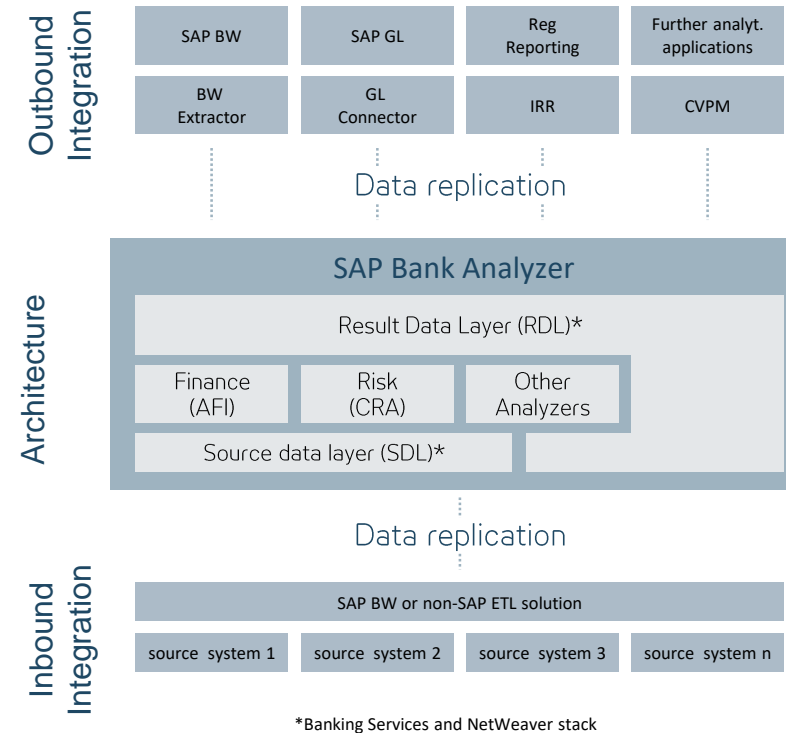 Outbound
Integration
SAP BW
SAP GL
Reg
Reporting
Further analyt.
applications
BW
Extractor
GL
Connector
IRR
CVPM
Data replication
Architecture
SAP Bank Analyzer
Result Data Layer (RDL)*
Finance
(AFI)
Risk
(CRA)
Other
Analyzers
Source data layer (SDL)*
Data replication
Inbound
Integration
SAP BW or non-SAP ETL solution
source system 1
source system 2
source system 3
source system n
*Banking Services and NetWeaver stack